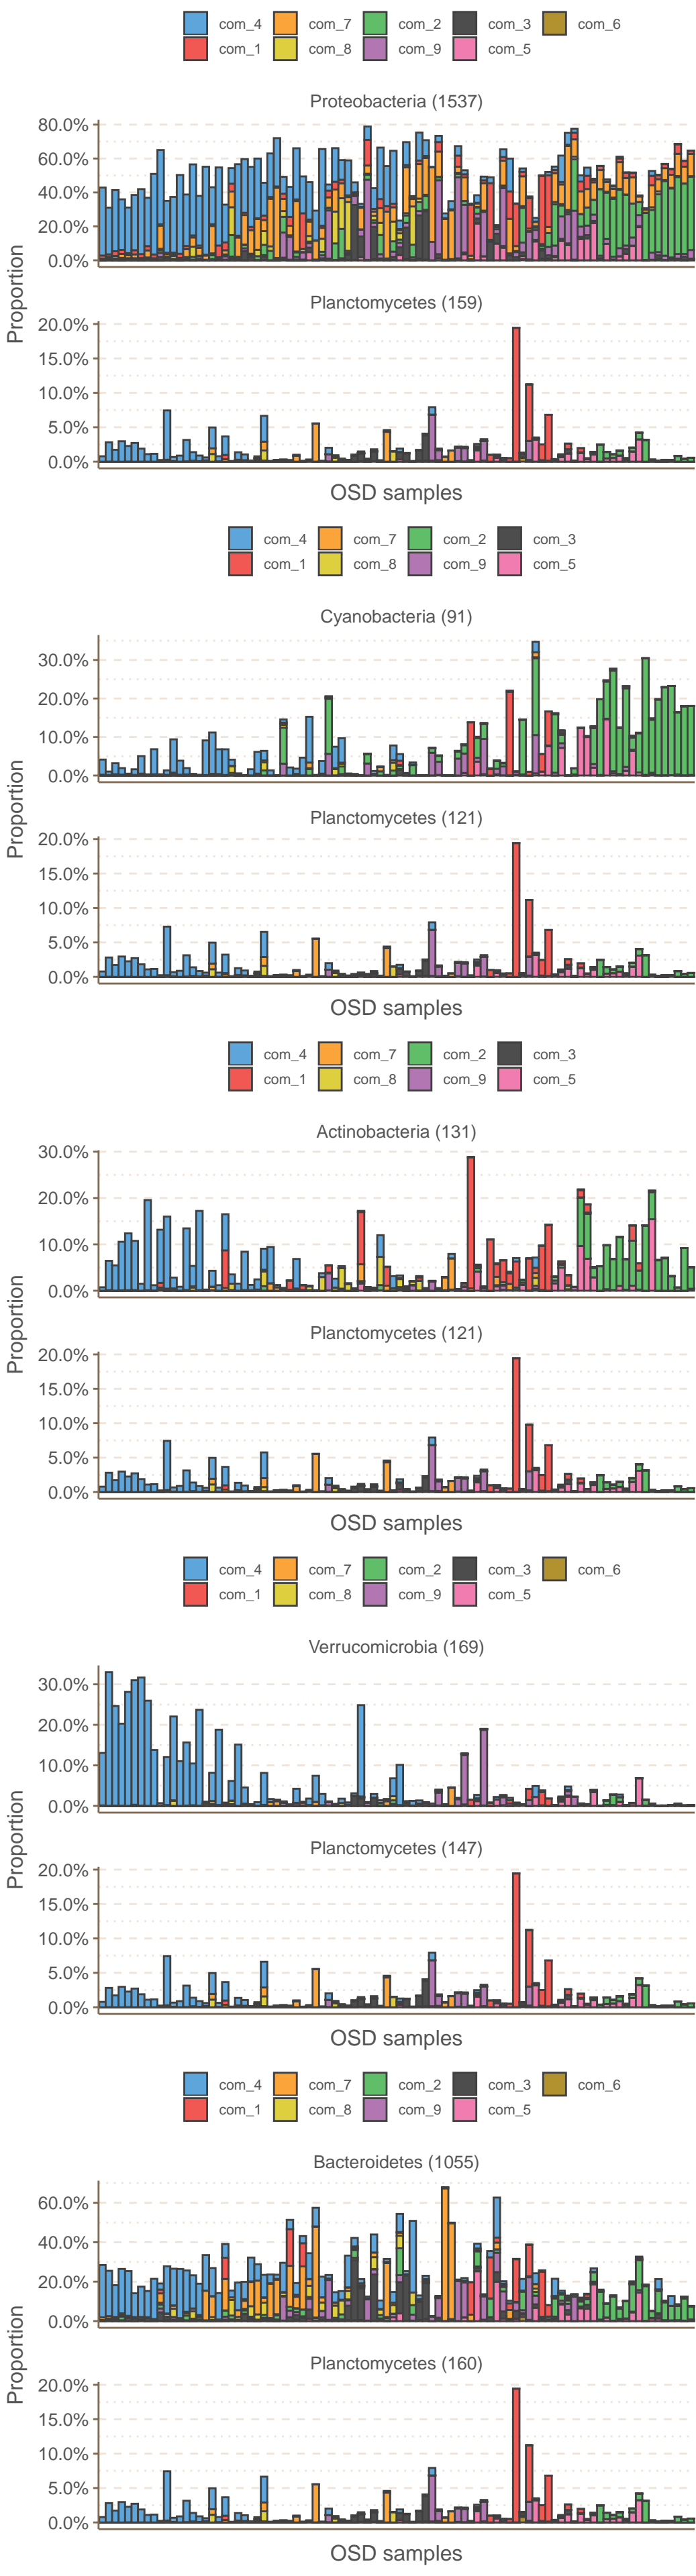 com_4 com_7 com_2 com_3 com_6
com_1 com_8 com_9 com_5
Proteobacteria (1537)
80.0%
60.0%
40.0%
20.0%
0.0%
Proportion
Planctomycetes (159)
20.0%
15.0%
10.0%
5.0%
0.0%
OSD samples
com_4 com_7 com_2 com_3
com_1 com_8 com_9 com_5
Cyanobacteria (91)
30.0%
20.0%
10.0%
0.0%
Proportion
Planctomycetes (121)
20.0%
15.0%
10.0%
5.0%
0.0%
OSD samples
com_4 com_7 com_2 com_3
com_1 com_8 com_9 com_5
Actinobacteria (131)
30.0%
20.0%
10.0%
0.0%
Proportion
Planctomycetes (121)
20.0%
15.0%
10.0%
5.0%
0.0%
OSD samples
com_4 com_7 com_2 com_3 com_6
com_1 com_8 com_9 com_5
Verrucomicrobia (169)
30.0%
20.0%
10.0%
0.0%
Proportion
Planctomycetes (147)
20.0%
15.0%
10.0%
5.0%
0.0%
OSD samples
com_4 com_7 com_2 com_3 com_6
com_1 com_8 com_9 com_5
Bacteroidetes (1055)
60.0%
40.0%
20.0%
0.0%
Proportion
Planctomycetes (160)
20.0%
15.0%
10.0%
5.0%
0.0%
OSD samples